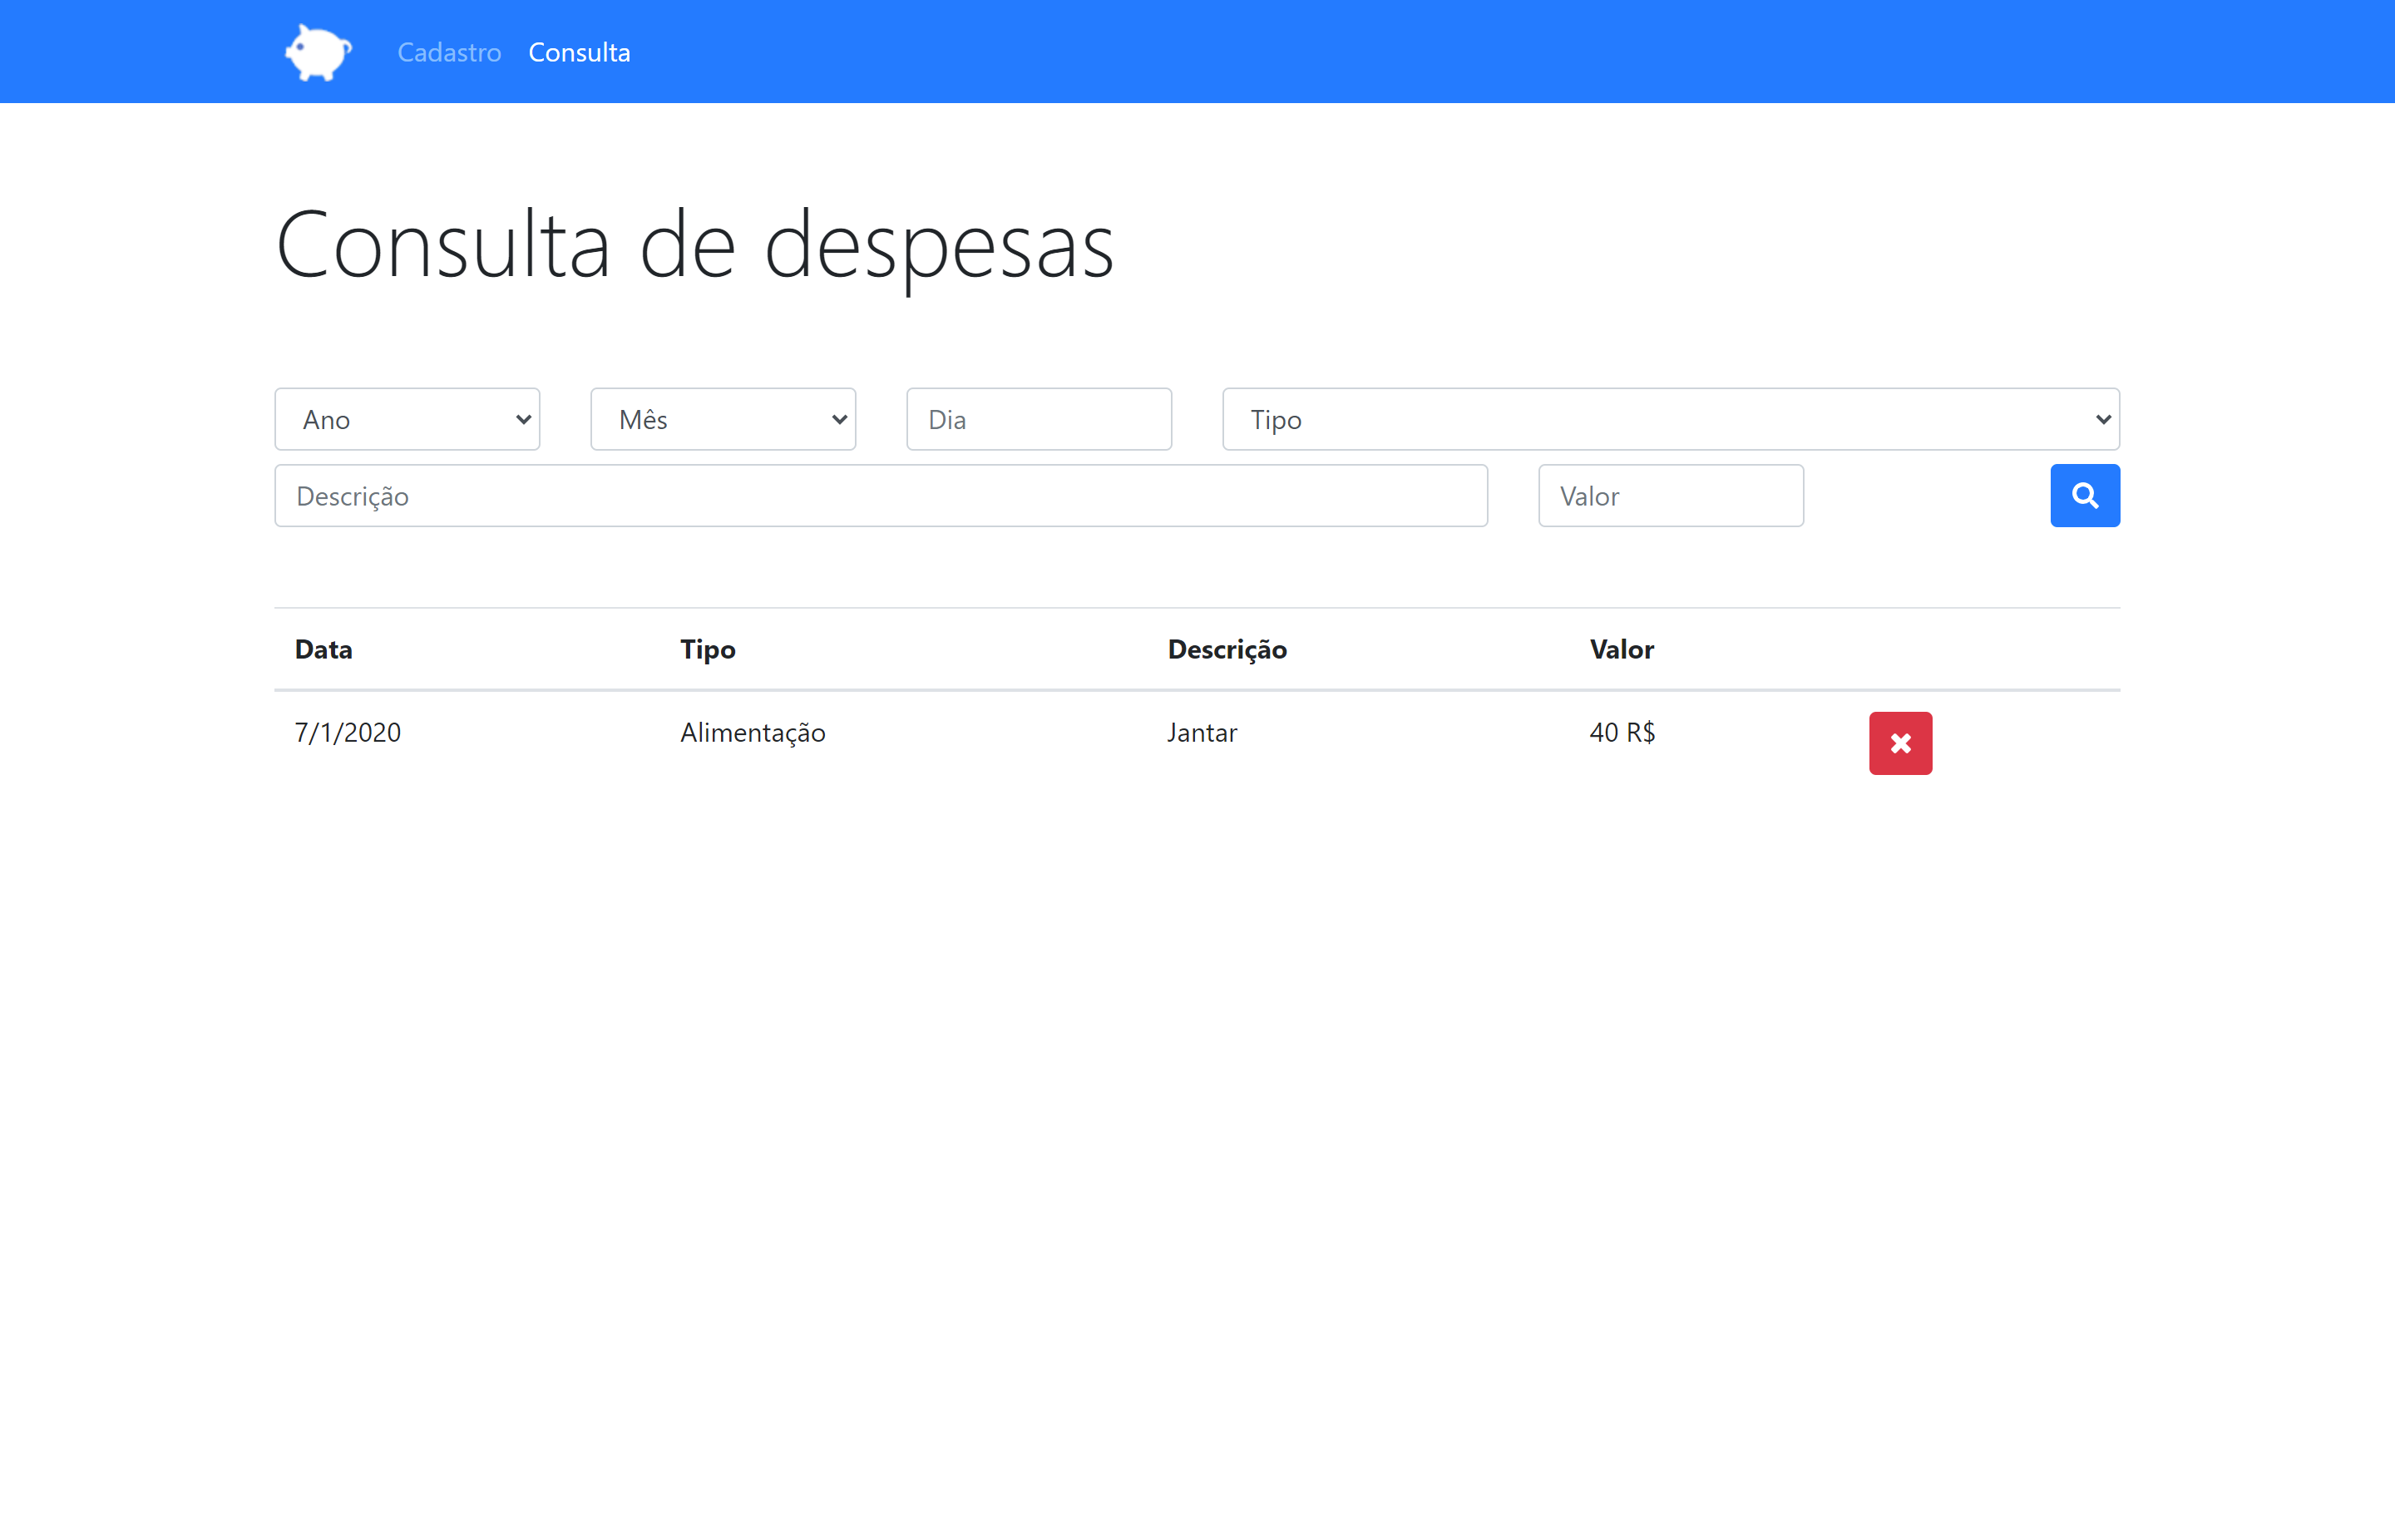 Cadastro Consulta
Consulta de despesas
Ano Mês Dia Tipo
Descrição Valor
Data Tipo Descrição Valor
7/1/2020 Alimentação Jantar 40 R$